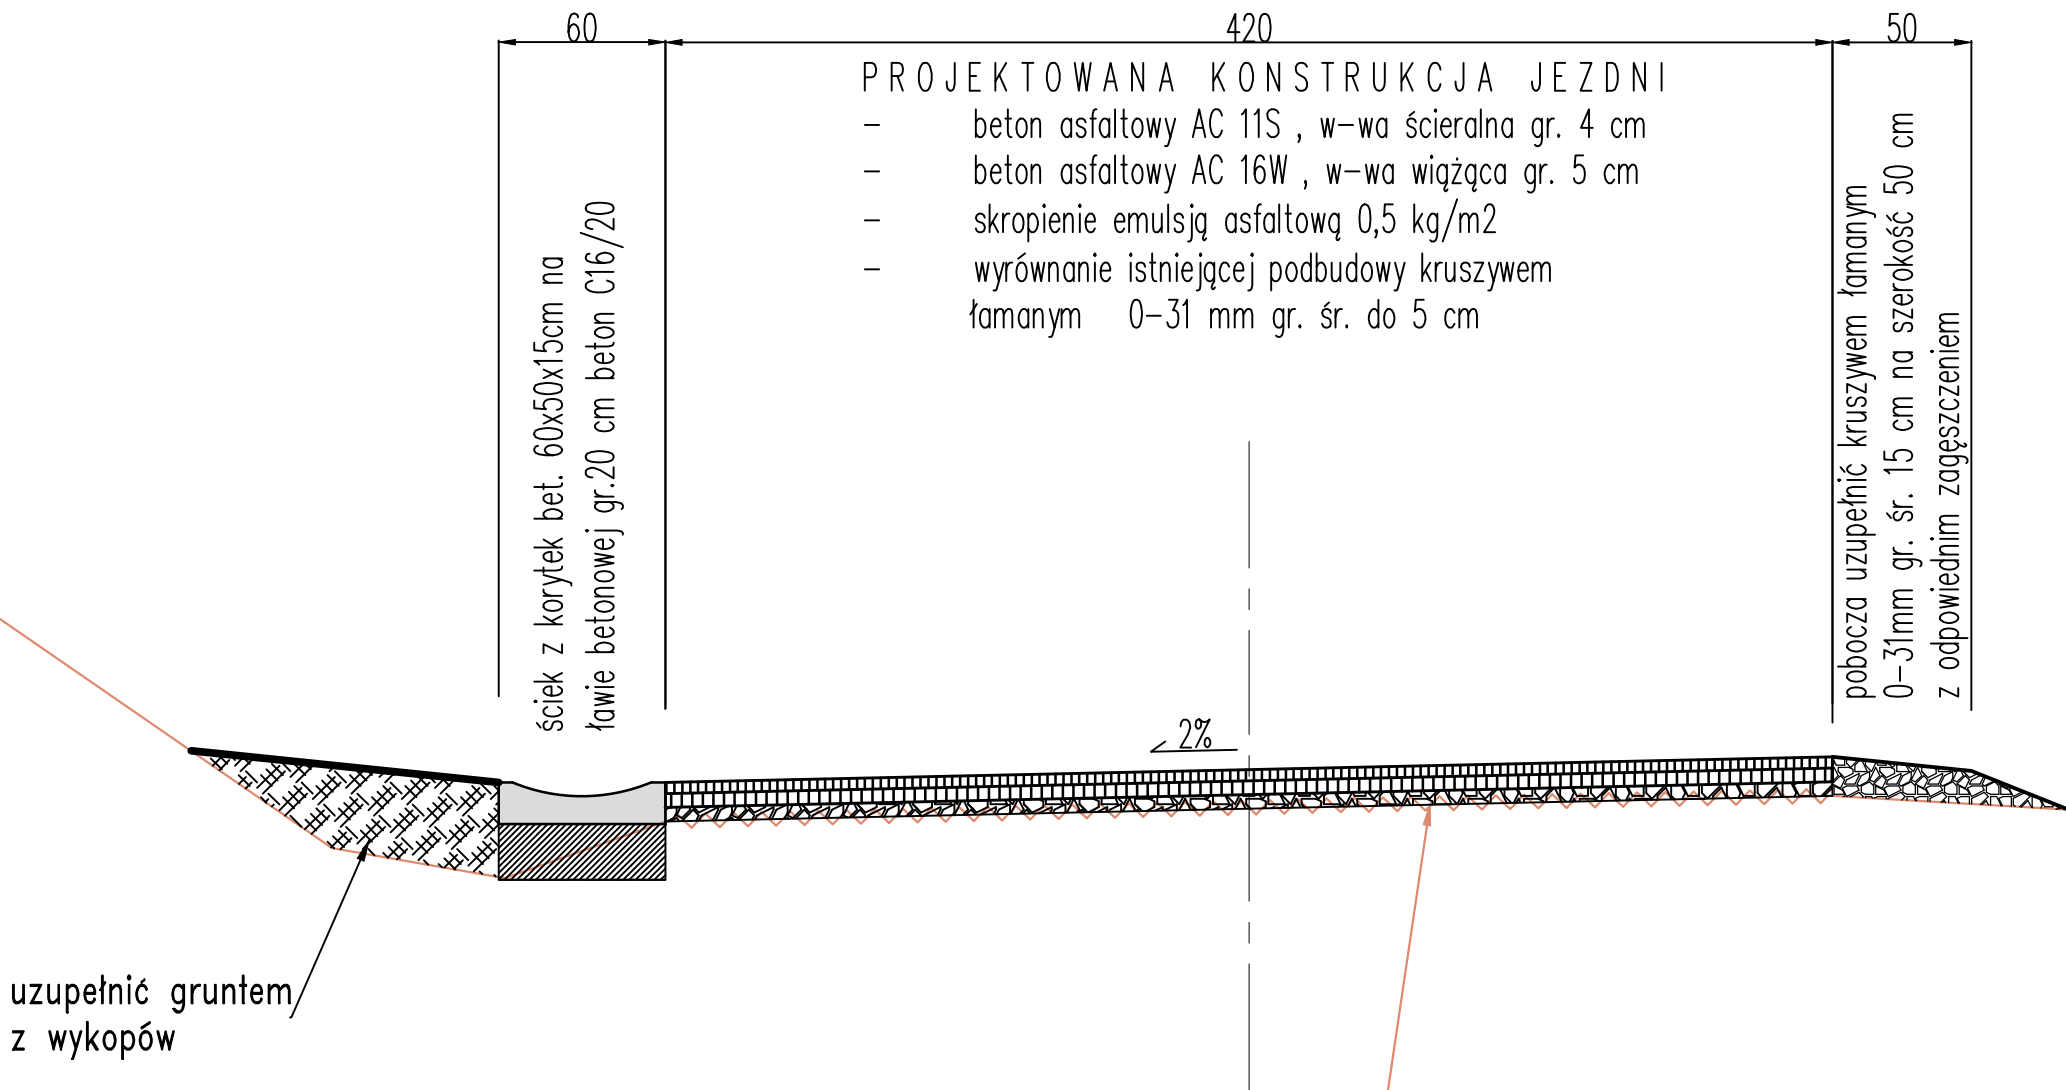 60
420
50
PROJEKTOWANA KONSTRUKCJA JEZDNI
- beton asfaltowy AC 11S , w-wa ścieralna gr. 4 cm
- beton asfaltowy AC 16W , w-wa wiążąca gr. 5 cm
- skropienie emulsją asfaltową 0,5 kg/m2
- wyrównanie istniejącej podbudowy kruszywem
łamanym 0-31 mm gr. śr. do 5 cm
ściek z korytek bet. 60x50x15cm na
ławie betonowej gr.20 cm beton C16/20
pobocza uzupełnić kruszywem łamanym
0-31mm gr. śr. 15 cm na szerokość 50 cm
z odpowiednim zagęszczeniem
2%
uzupełnić gruntem
z wykopów